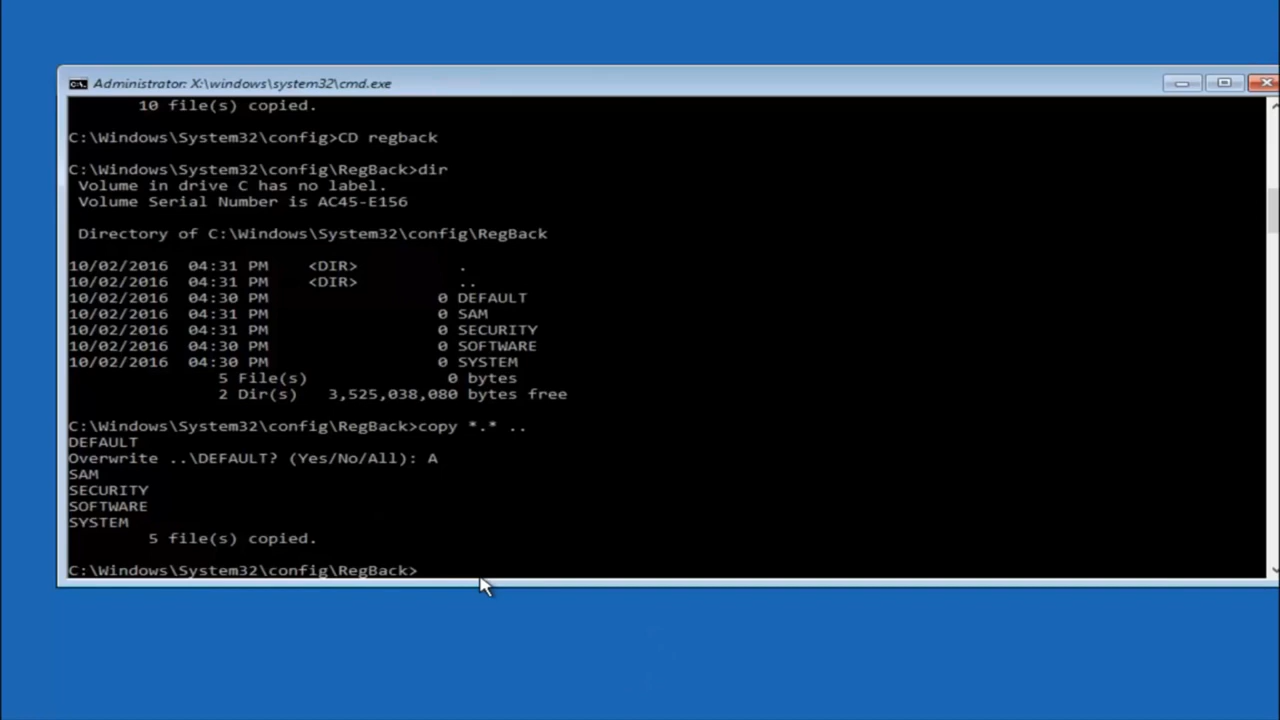 Administrator: X:\windows\system32\cmd.exe
10 file(s) copied.
C:\Windows\System32\config>CD regback
C:\Windows\System32\config\RegBack>dir
Volume in drive C has no label.
Volume Serial Number is AC45-E156
Directory of C:\Windows\System32\config\RegBack
10/02/2016 04:31 PM <DIR> .
10/02/2016 04:31 PM <DIR> ..
10/02/2016 04:30 PM 0 DEFAULT
10/02/2016 04:31 PM 0 SAM
10/02/2016 04:31 PM 0 SECURITY
10/02/2016 04:30 PM 0 SOFTWARE
10/02/2016 04:30 PM 0 SYSTEM
5 File(s) 0 bytes
2 Dir(s) 3,525,038,080 bytes free
C:\Windows\System32\config\RegBack>copy *.* ..
DEFAULT
Overwrite ..\DEFAULT? (Yes/No/All): A
SAM
SECURITY
SOFTWARE
SYSTEM
5 file(s) copied.
C:\Windows\System32\config\RegBack>